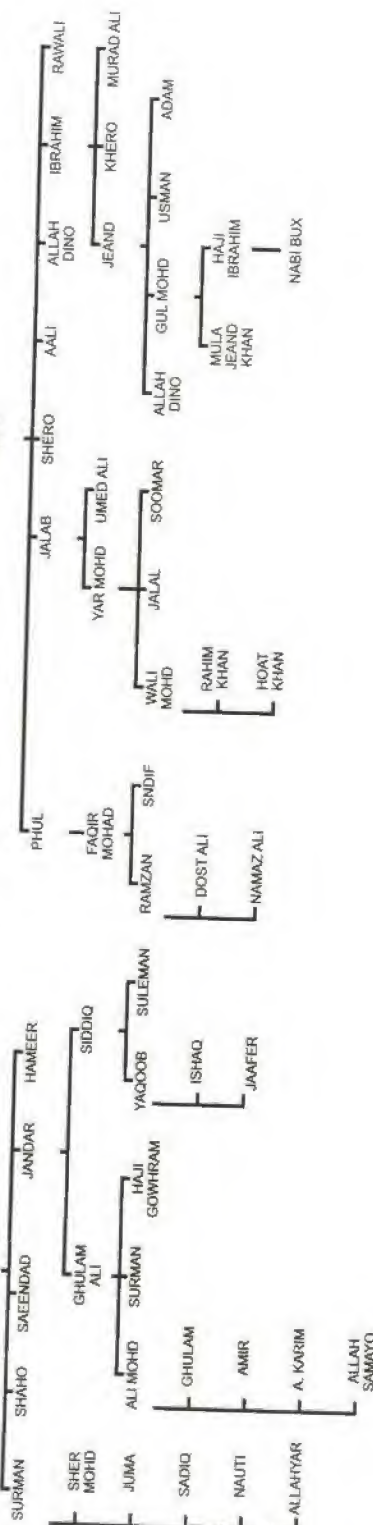 SURMAN
SHAHO
SAEENDAD
JANDAR
HAMEER
SHER
MOHD
JUMA
SADIQ
NAUTI
ALLAHYAR
GHULAM
ALI
SIDDIQ
ALI MOHD
SURMAN
HAJI
GOWHRAM
GHULAM
AMIR
A. KARIM
ALLAH
SAMAYO
YAQOOB
SULEMAN
ISHAQ
JAAFER
PHUL
JALAB
SHERO
AALI
ALLAH
DINO
IBRAHIM
RAWALI
FAQIR
MOHAD
RAMZAN
SNDIF
DOST ALI
NAMAZ ALI
YAR MOHD
UMED ALI
WALI
MOHD
JALAL
SOOMAR
RAHIM
KHAN
HOAT
KHAN
JEAND
KHERO
MURAD ALI
ALLAH
DINO
GUL MOHD
USMAN
ADAM
MULA
JEAND
KHAN
HAJI
IBRAHIM
NABI BUX